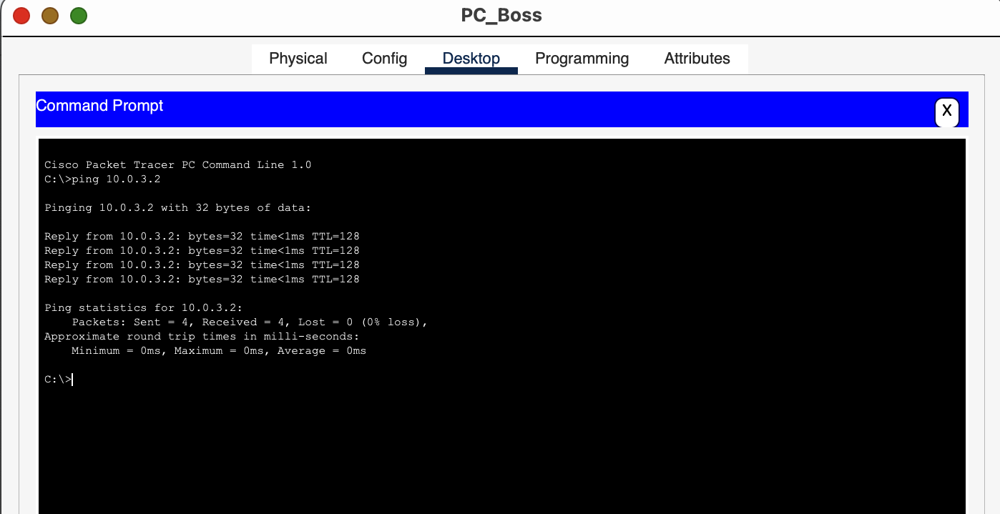 PC_Boss
Physical Config Desktop Programming Attributes
Command Prompt
X
Cisco Packet Tracer PC Command Line 1.0
C:\>ping 10.0.3.2
Pinging 10.0.3.2 with 32 bytes of data:
Reply from 10.0.3.2: bytes=32 time<1ms TTL=128
Reply from 10.0.3.2: bytes=32 time<1ms TTL=128
Reply from 10.0.3.2: bytes=32 time<1ms TTL=128
Reply from 10.0.3.2: bytes=32 time<1ms TTL=128
Ping statistics for 10.0.3.2:
    Packets: Sent = 4, Received = 4, Lost = 0 (0% loss),
Approximate round trip times in milli-seconds:
    Minimum = 0ms, Maximum = 0ms, Average = 0ms
C:\>